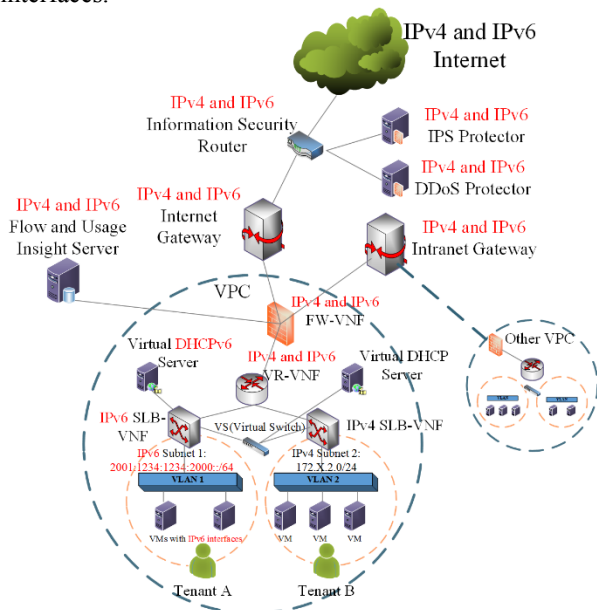 interfaces.
IPv4 and IPv6
Internet
IPv4 and IPv6
Information Security
Router
IPv4 and IPv6
IPS Protector
IPv4 and IPv6
DDoS Protector
IPv4 and IPv6
Internet
Gateway
IPv4 and IPv6
Intranet Gateway
IPv4 and IPv6
Flow and Usage
Insight Server
VPC
IPv4 and IPv6
FW-VNF
Other VPC
Virtual DHCPv6
Server
IPv4 and IPv6
VR-VNF
Virtual DHCP
Server
IPv6 SLB-
VNF
VS(Virtual Switch)
IPv4 SLB-VNF
IPv6 Subnet 1:
2001:1234:1234:2000::/64
IPv4 Subnet 2:
172.X.2.0/24
VLAN 1
VLAN 2
VMs with IPv6 interfaces
VM
VM
VM
Tenant A
Tenant B